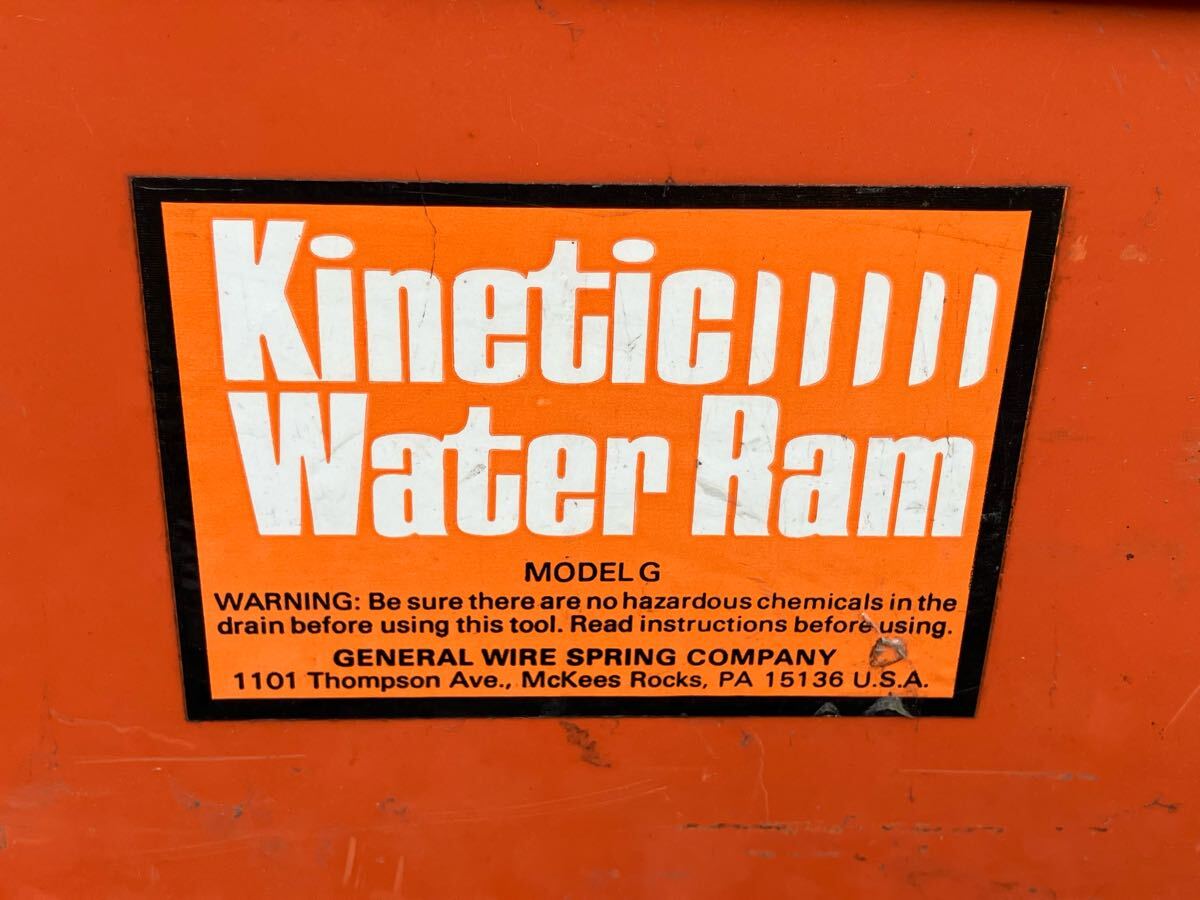 Kinetic
Water Ram
MODEL G
WARNING: Be sure there are no hazardous chemicals in the
drain before using this tool. Read instructions before using.
GENERAL WIRE SPRING COMPANY
1101 Thompson Ave., McKees Rocks, PA 15136 U.S.A.